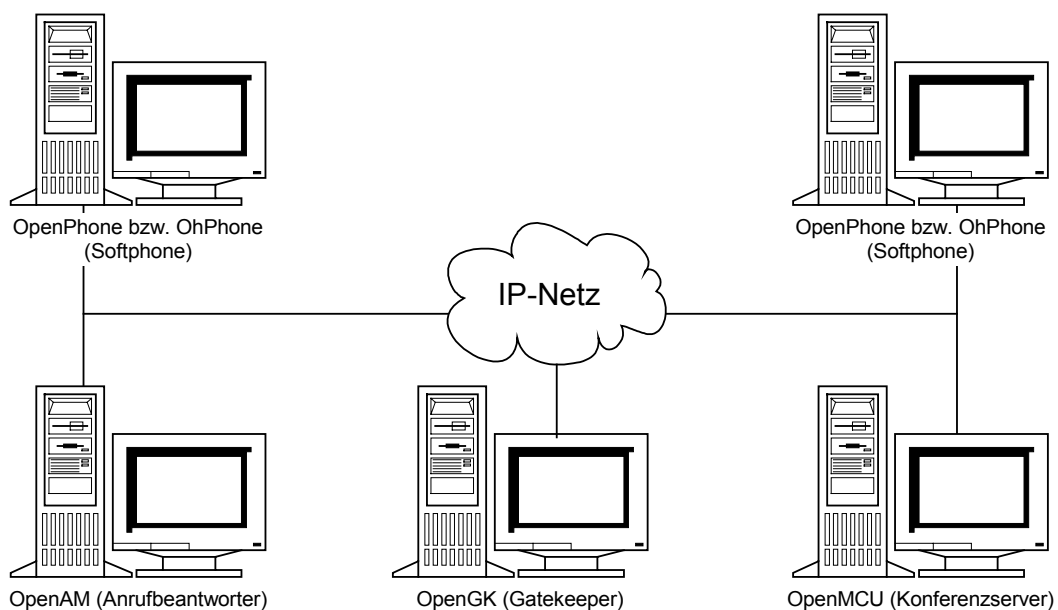 OpenPhone bzw. OhPhone
(Softphone)
OpenPhone bzw. OhPhone
(Softphone)
IP-Netz
OpenAM (Anrufbeantworter)
OpenGK (Gatekeeper)
OpenMCU (Konferenzserver)